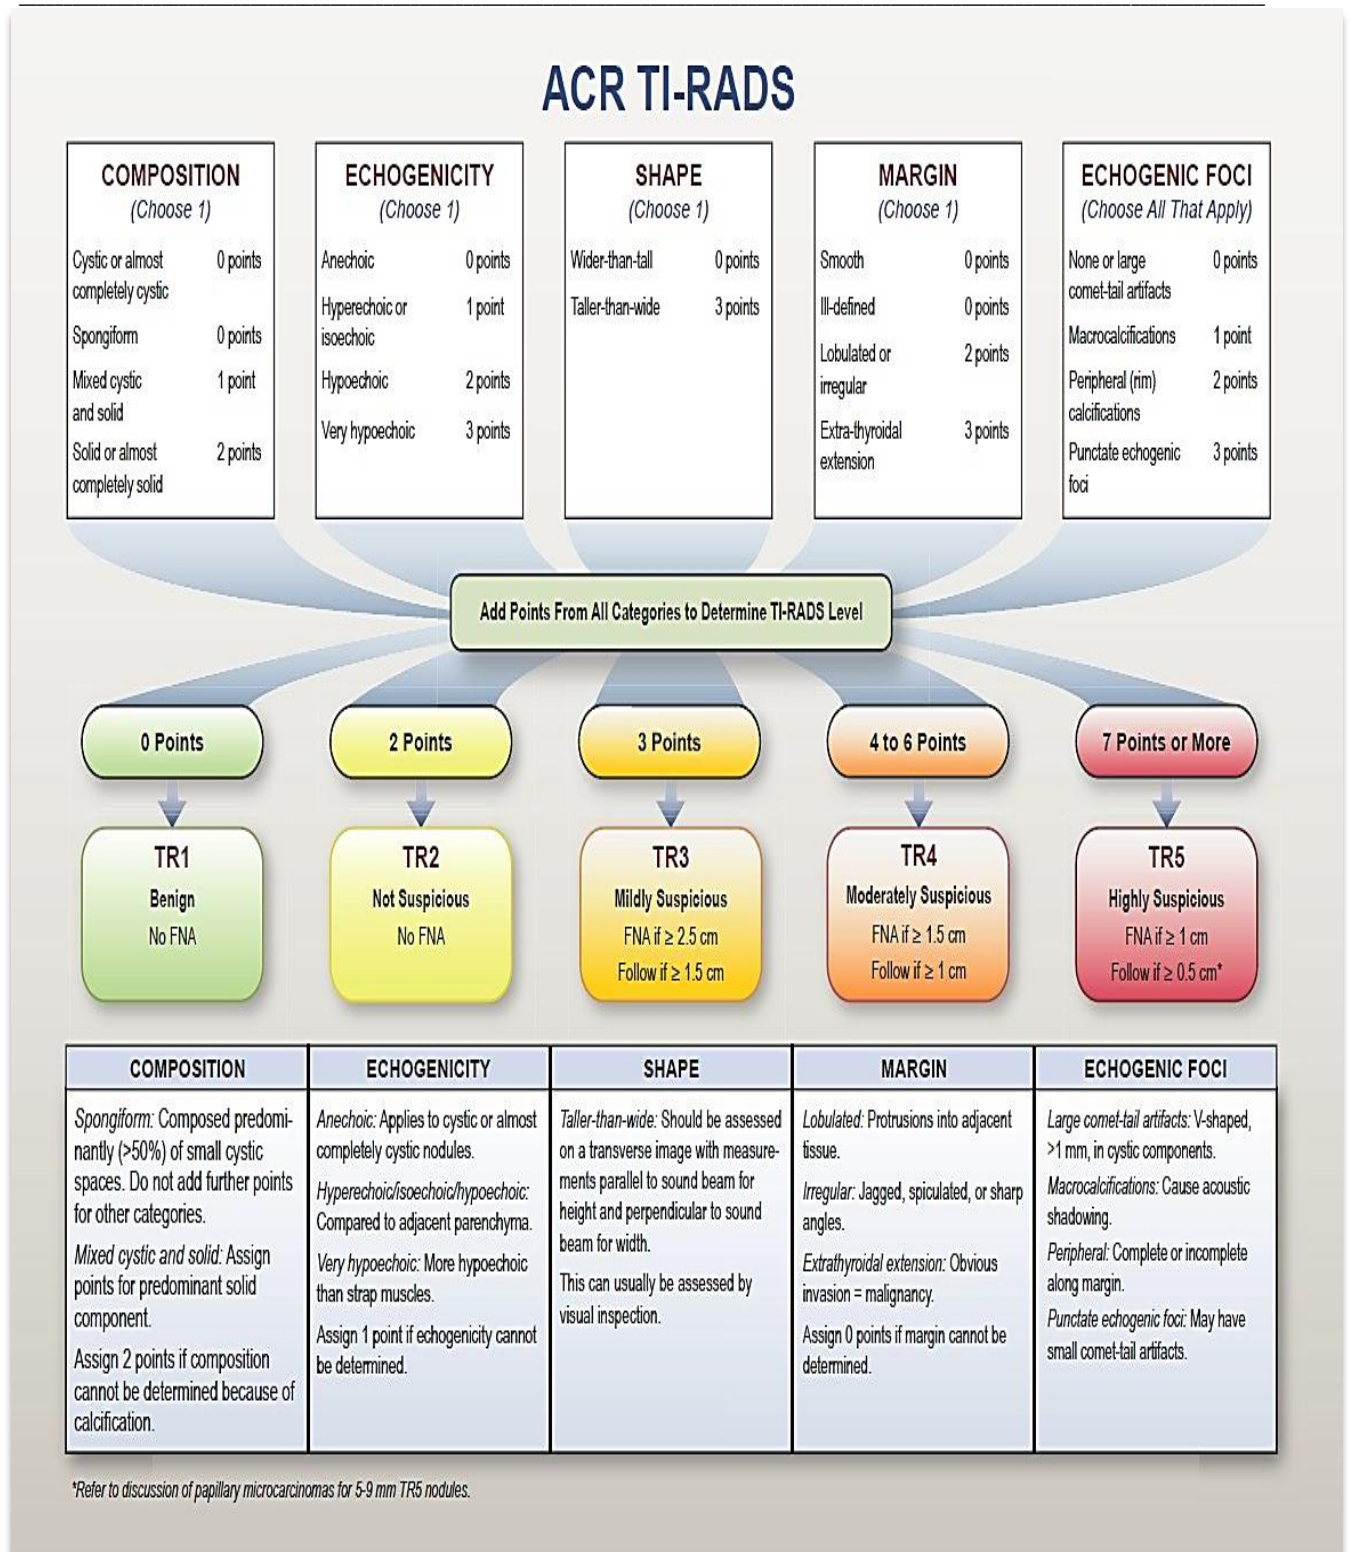 ACR TI-RADS
COMPOSITION
(Choose 1)
Cystic or almost 0 points
completely cystic
Spongiform 0 points
Mixed cystic 1 point
and solid
Solid or almost 2 points
completely solid
ECHOGENICITY
(Choose 1)
Anechoic 0 points
Hyperechoic or 1 point
isoechoic
Hypoechoic 2 points
Very hypoechoic 3 points
SHAPE
(Choose 1)
Wider-than-tall 0 points
Taller-than-wide 3 points
MARGIN
(Choose 1)
Smooth 0 points
Ill-defined 0 points
Lobulated or 2 points
irregular
Extra-thyroidal 3 points
extension
ECHOGENIC FOCI
(Choose All That Apply)
None or large 0 points
comet-tail artifacts
Macrocalcifications 1 point
Peripheral (rim) 2 points
calcifications
Punctate echogenic 3 points
foci
Add Points From All Categories to Determine TI-RADS Level
0 Points
2 Points
3 Points
4 to 6 Points
7 Points or More
TR1
Benign
No FNA
TR2
Not Suspicious
No FNA
TR3
Mildly Suspicious
FNA if ≥ 2.5 cm
Follow if ≥ 1.5 cm
TR4
Moderately Suspicious
FNA if ≥ 1.5 cm
Follow if ≥ 1 cm
TR5
Highly Suspicious
FNA if ≥ 1 cm
Follow if ≥ 0.5 cm*
COMPOSITION
Spongiform: Composed predomi-
nantly (>50%) of small cystic
spaces. Do not add further points
for other categories.
Mixed cystic and solid: Assign
points for predominant solid
component.
Assign 2 points if composition
cannot be determined because of
calcification.
ECHOGENICITY
Anechoic: Applies to cystic or almost
completely cystic nodules.
Hyperechoic/isoechoic/hypoechoic:
Compared to adjacent parenchyma.
Very hypoechoic: More hypoechoic
than strap muscles.
Assign 1 point if echogenicity cannot
be determined.
SHAPE
Taller-than-wide: Should be assessed
on a transverse image with measure-
ments parallel to sound beam for
height and perpendicular to sound
beam for width.
This can usually be assessed by
visual inspection.
MARGIN
Lobulated: Protrusions into adjacent
tissue.
Irregular: Jagged, spiculated, or sharp
angles.
Extrathyroidal extension: Obvious
invasion = malignancy.
Assign 0 points if margin cannot be
determined.
ECHOGENIC FOCI
Large comet-tail artifacts: V-shaped,
>1 mm, in cystic components.
Macrocalcifications: Cause acoustic
shadowing.
Peripheral: Complete or incomplete
along margin.
Punctate echogenic foci: May have
small comet-tail artifacts.
*Refer to discussion of papillary microcarcinomas for 5-9 mm TR5 nodules.